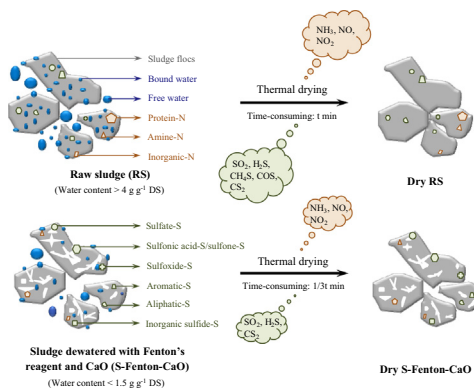 NH3, NO,
NO2
Sludge flocs
Bound water
Free water
Protein-N
Amine-N
Inorganic-N
Thermal drying
Time-consuming: t min
SO2, H2S,
CH4S, COS,
CS2
Raw sludge (RS)
(Water content > 4 g g-1 DS)
Dry RS
Sulfate-S
Sulfonic acid-S/sulfone-S
Sulfoxide-S
Aromatic-S
Aliphatic-S
Inorganic sulfide-S
NH3, NO,
NO2
Thermal drying
Time-consuming: 1/3t min
SO2, H2S,
CS2
Sludge dewatered with Fenton's
reagent and CaO (S-Fenton-CaO)
(Water content < 1.5 g g-1 DS)
Dry S-Fenton-CaO